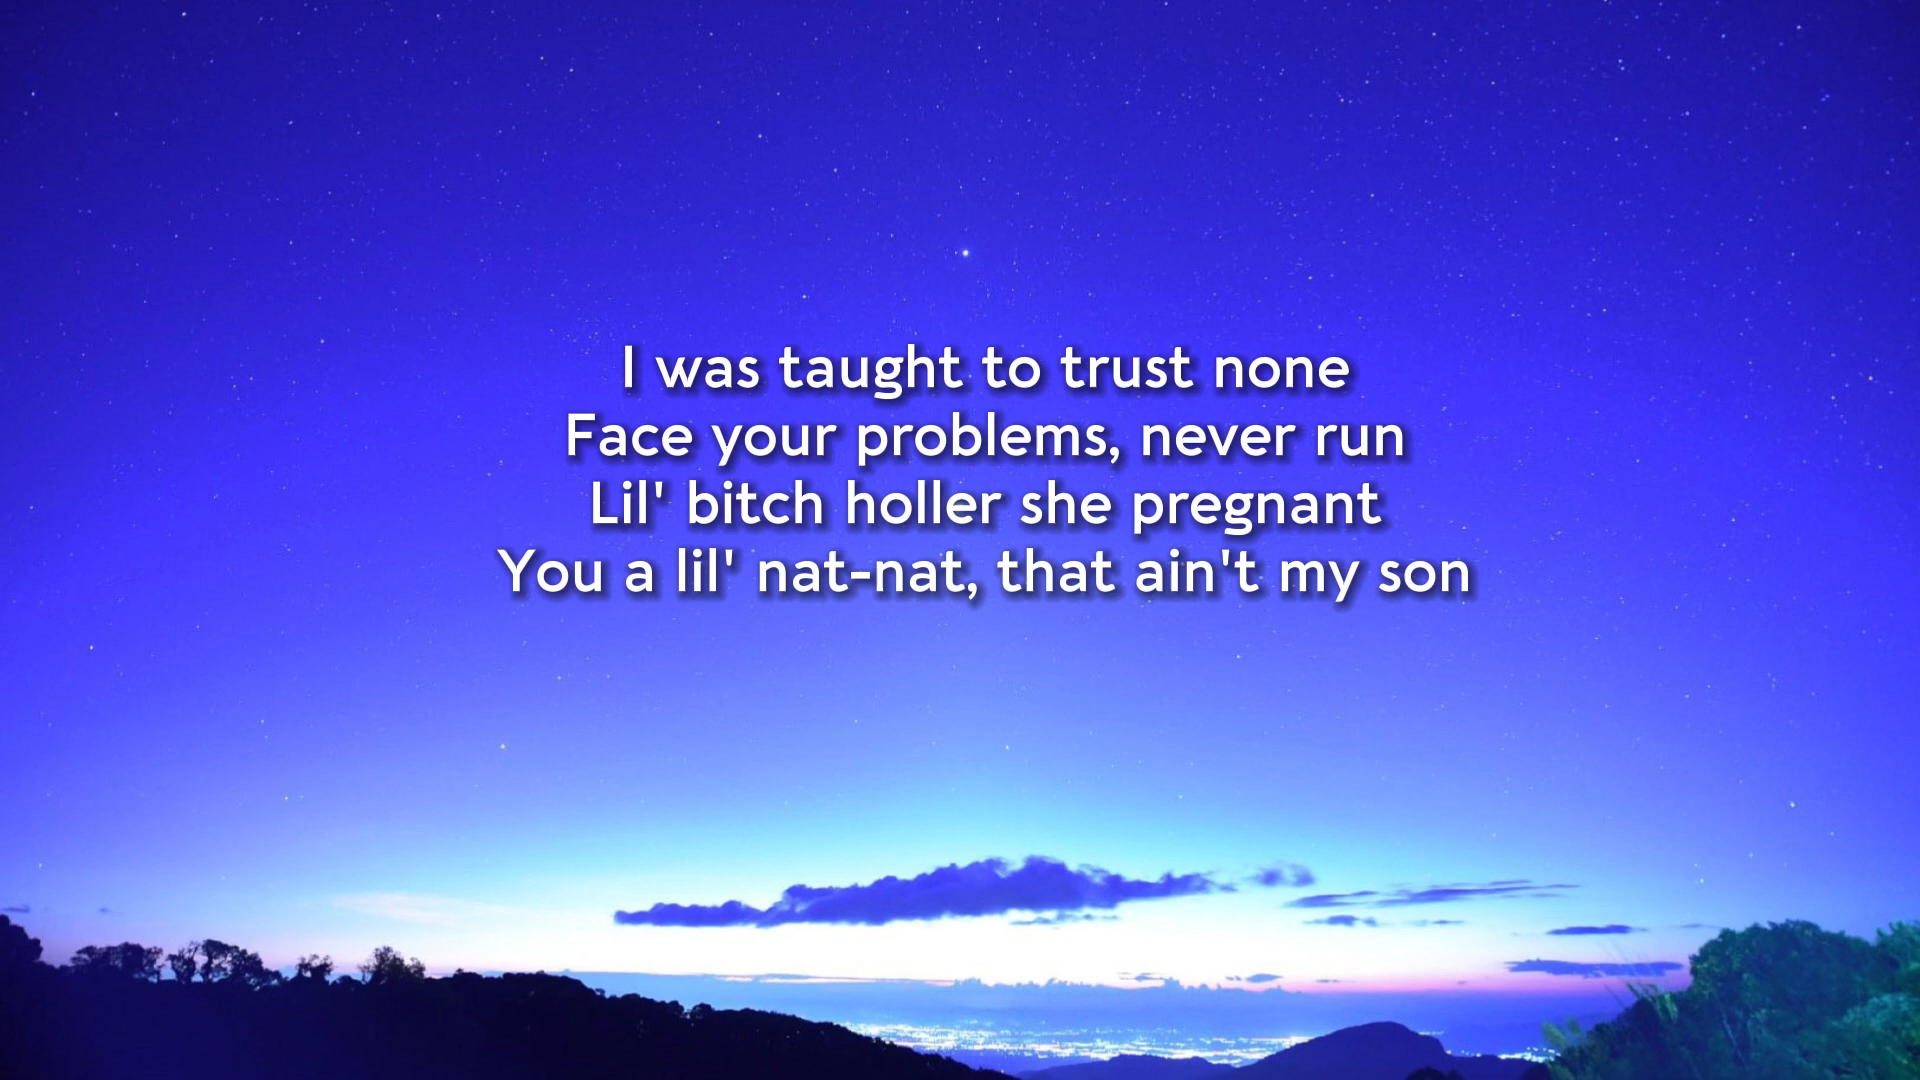 I was taught to trust none
Face your problems, never run
Lil' bitch holler she pregnant
You a lil' nat-nat, that ain't my son